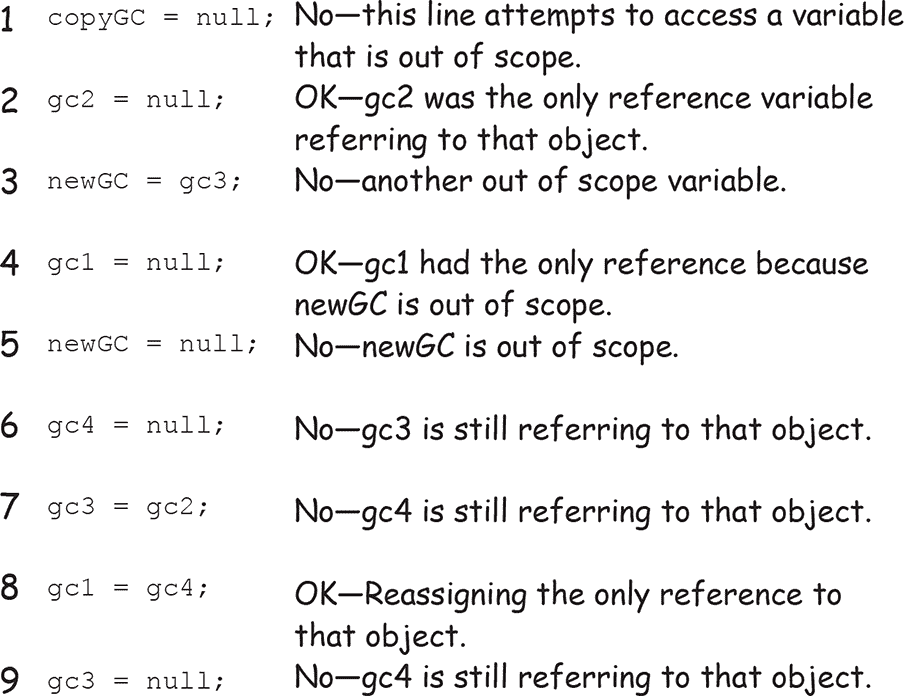 1 copyGC = null; No—this line attempts to access a variable
that is out of scope.
2 gc2 = null; OK—gc2 was the only reference variable
referring to that object.
3 newGC = gc3; No—another out of scope variable.
4 gc1 = null; OK—gc1 had the only reference because
newGC is out of scope.
5 newGC = null; No—newGC is out of scope.
6 gc4 = null; No—gc3 is still referring to that object.
7 gc3 = gc2; No—gc4 is still referring to that object.
8 gc1 = gc4; OK—Reassigning the only reference to
that object.
9 gc3 = null; No—gc4 is still referring to that object.